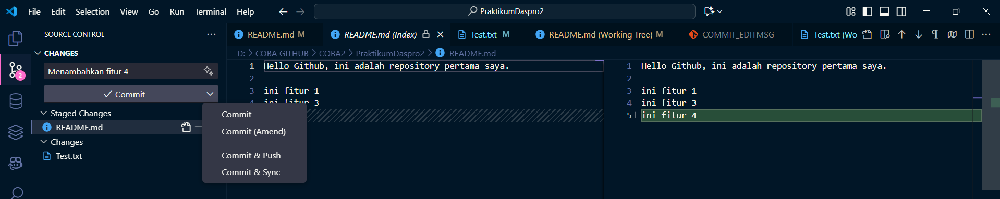 File Edit Selection View Go Run Terminal Help
PraktikumDaspro2
SOURCE CONTROL
README.md M
README.md (Index)
Test.txt M
README.md (Working Tree) M
COMMIT_EDITMSG
Test.txt (Wo
CHANGES
Menambahkan fitur 4
Commit
Staged Changes
README.md
Changes
Test.txt
2
Commit
Commit (Amend)
Commit & Push
Commit & Sync
D: > COBA GITHUB > COBA2 > PraktikumDaspro2 > README.md
1 Hello Github, ini adalah repository pertama saya.
2
3 ini fitur 1
4 ini fitur 3
1 Hello Github, ini adalah repository pertama saya.
2
3 ini fitur 1
4 ini fitur 3
5+ ini fitur 4